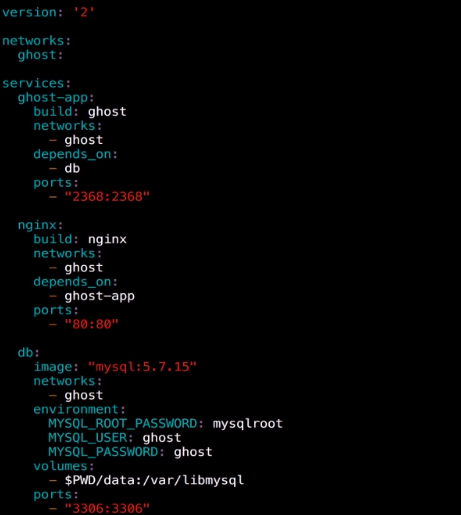 version: '2'
networks:
  ghost:
services:
  ghost-app:
    build: ghost
    networks:
      - ghost
    depends_on:
      - db
    ports:
      - "2368:2368"
  nginx:
    build: nginx
    networks:
      - ghost
    depends_on:
      - ghost-app
    ports:
      - "80:80"
  db:
    image: "mysql:5.7.15"
    networks:
      - ghost
    environment:
      MYSQL_ROOT_PASSWORD: mysqlroot
      MYSQL_USER: ghost
      MYSQL_PASSWORD: ghost
    volumes:
      - $PWD/data:/var/libmysql
    ports:
      - "3306:3306"